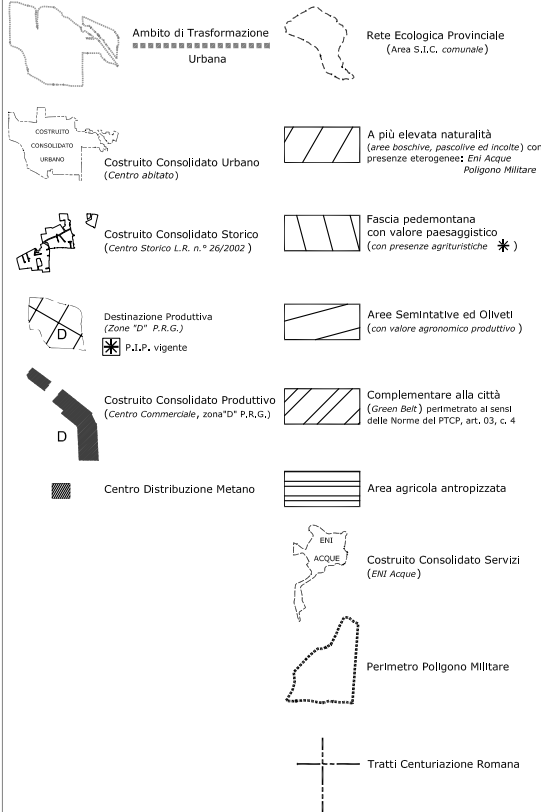 Ambito di Trasformazione
Urbana
COSTRUITO
CONSOLIDATO
URBANO
Costruito Consolidato Urbano
(Centro abitato)
Costruito Consolidato Storico
(Centro Storico L.R. n.° 26/2002 )
D
Destinazione Produttiva
(Zone "D" P.R.G.)
P.I.P. vigente
Costruito Consolidato Produttivo
(Centro Commerciale, zona"D" P.R.G.)
D
Centro Distribuzione Metano
Rete Ecologica Provinciale
(Area S.I.C. comunale)
A più elevata naturalità
(aree boschive, pascolive ed incolte) con
presenze eterogenee: Eni Acque
Poligono Militare
Fascia pedemontana
con valore paesaggistico
(con presenze agrituristiche )
Aree Semintative ed Oliveti
(con valore agronomico produttivo )
Complementare alla città
(Green Belt) perimetrato ai sensi
delle Norme del PTCP, art. 03, c. 4
Area agricola antropizzata
ENI
ACQUE
Costruito Consolidato Servizi
(ENI Acque)
Perimetro Poligono Militare
Tratti Centuriazione Romana